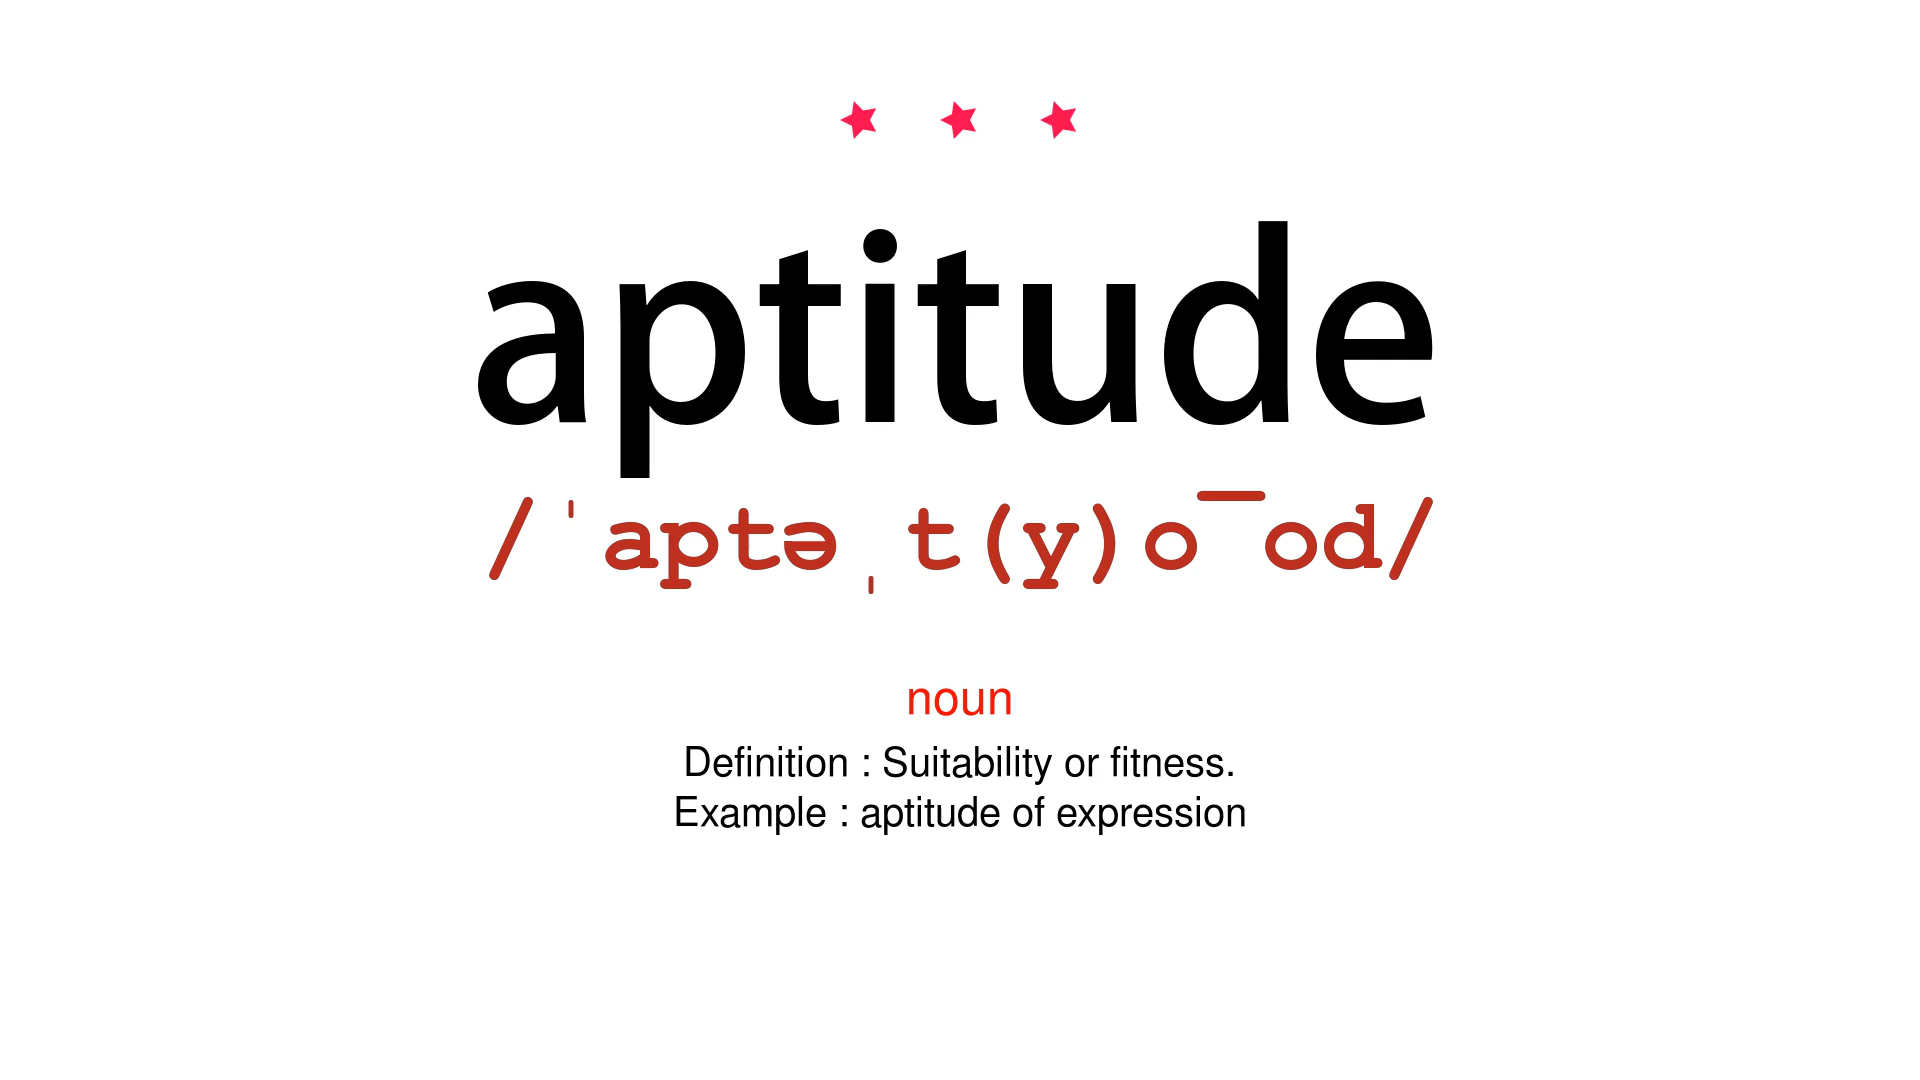 aptitude
/ˈaptəˌt(y)o͞od/
noun
Definition : Suitability or fitness.
Example : aptitude of expression